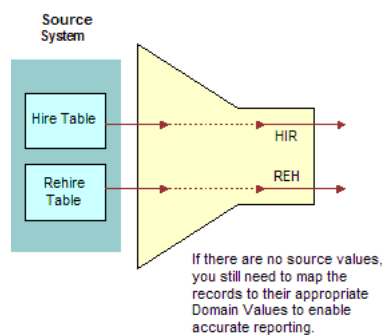 Source
System
Hire Table
HIR
Rehire
Table
REH
If there are no source values,
you still need to map the
records to their appropriate
Domain Values to enable
accurate reporting.